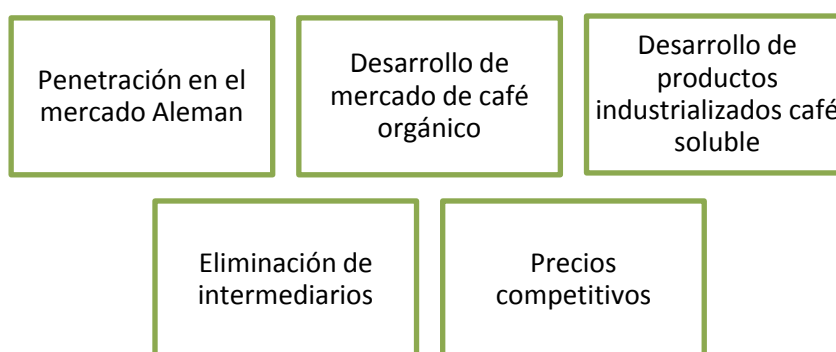 Penetración en el
mercado Aleman
Desarrollo de
mercado de café
orgánico
Desarrollo de
productos
industrializados café
soluble
Eliminación de
intermediarios
Precios
competitivos